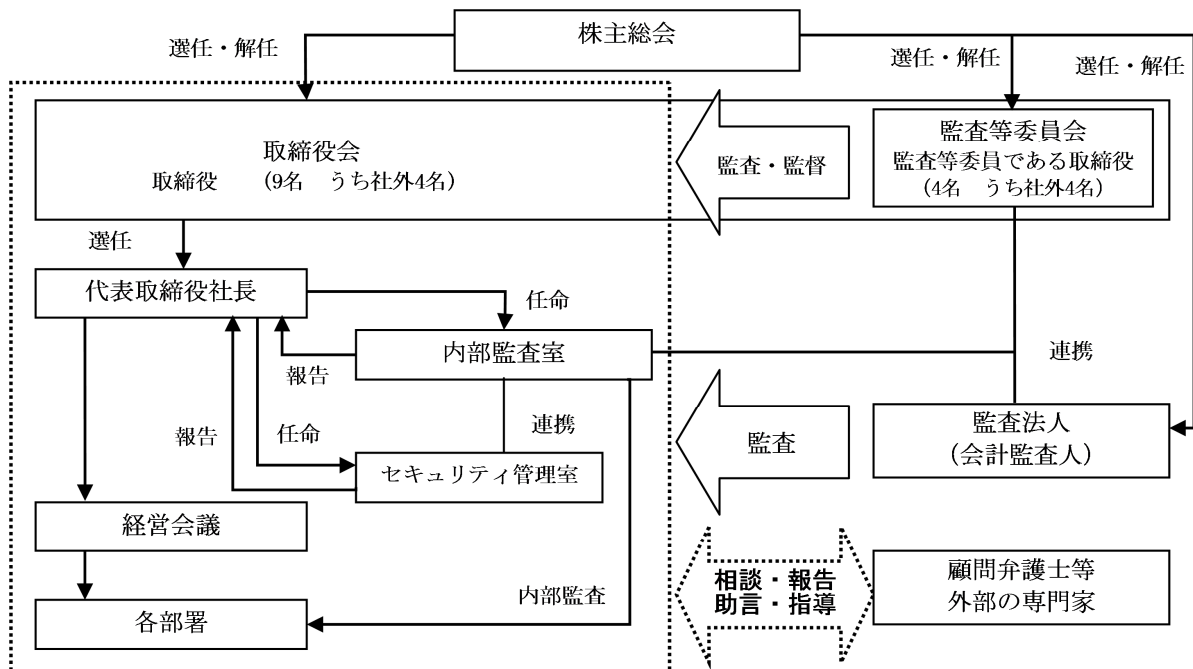 株主総会
選任・解任
選任・解任
選任・解任
監査等委員会
監査等委員である取締役
（4名　うち社外4名）
取締役会
取締役　（9名　うち社外4名）
監査・監督
選任
代表取締役社長
任命
内部監査室
報告
連携
連携
監査法人
（会計監査人）
監査
報告
任命
セキュリティ管理室
経営会議
相談・報告
助言・指導
顧問弁護士等
外部の専門家
内部監査
各部署